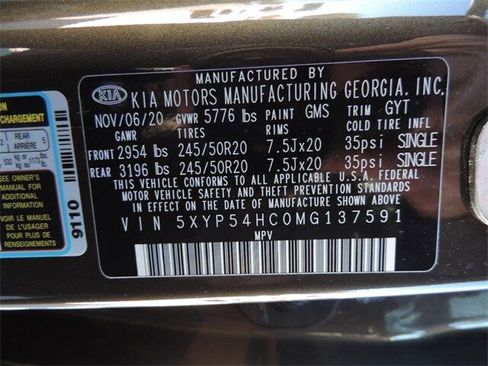 MANUFACTURED BY
KIA KIA MOTORS MANUFACTURING GEORGIA, INC.
NOV/06/20 GVWR 5776 lbs PAINT GMS TRIM GYT
GAWR TIRES RIMS COLD TIRE INFL
FRONT 2954 lbs 245/50R20 7.5Jx20 35psi SINGLE
REAR 3196 lbs 245/50R20 7.5Jx20 35psi SINGLE
THIS VEHICLE CONFORMS TO ALL APPLICABLE U.S.A. FEDERAL
MOTOR VEHICLE SAFETY AND THEFT PREVENTION STANDARDS
IN EFFECT ON THE DATE OF MANUFACTURE SHOWN ABOVE.
VIN 5XYP54HC0MG137591
MPV
CHARGEMENT
2 REAR ARRIÈRE 5
SEE OWNER'S
MANUAL FOR
ADDITIONAL
INFORMATION
VOIR LE MANUEL
DE L'USAGER
POUR PLUS DE
RENSEIGNEMENTS
9110